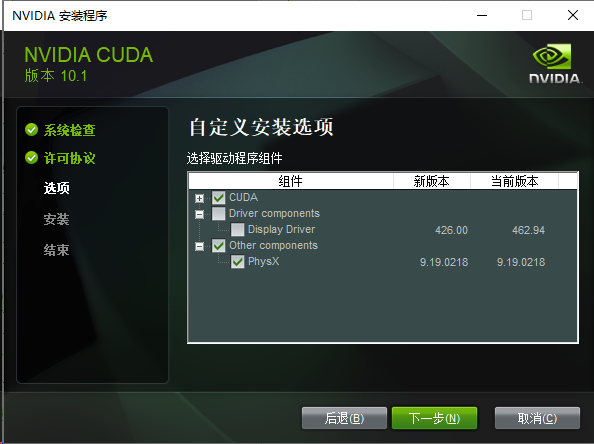 NVIDIA 安装程序
NVIDIA CUDA
版本 10.1
nVIDIA.
系统检查
许可协议
选项
安装
结束
自定义安装选项
选择驱动程序组件
组件 新版本 当前版本
CUDA
Driver components
Display Driver 426.00 462.94
Other components
PhysX 9.19.0218 9.19.0218
后退(B) 下一步(N) 取消(C)